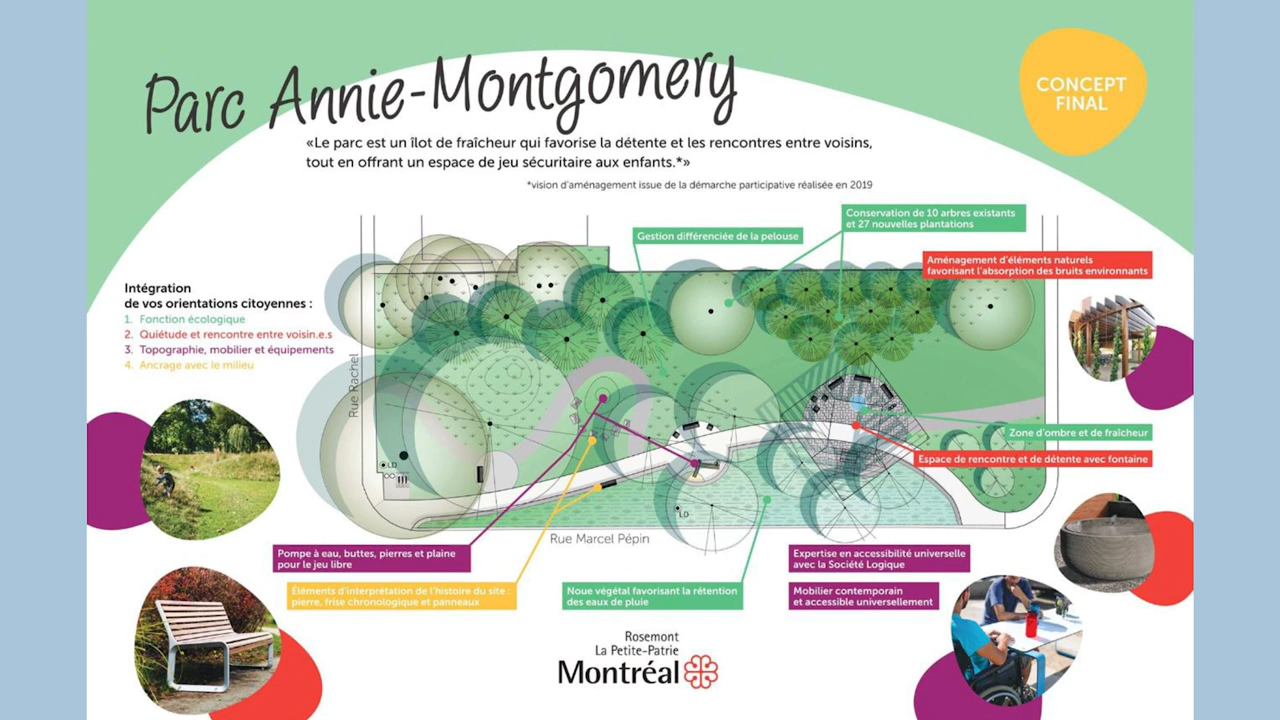 Parc Annie-Montgomery
CONCEPT
FINAL
«Le parc est un îlot de fraîcheur qui favorise la détente et les rencontres entre voisins,
tout en offrant un espace de jeu sécuritaire aux enfants.*»
*vision d'aménagement issue de la démarche participative réalisée en 2019
Conservation de 10 arbres existants
et 27 nouvelles plantations
Gestion différenciée de la pelouse
Aménagement d'éléments naturels
favorisant l'absorption des bruits environnants
Intégration
de vos orientations citoyennes :
1. Fonction écologique
2. Quiétude et rencontre entre voisin.e.s
3. Topographie, mobilier et équipements
4. Ancrage avec le milieu
Rue Rachel
Zone d'ombre et de fraîcheur
Espace de rencontre et de détente avec fontaine
LD
LD
Rue Marcel Pépin
Pompe à eau, buttes, pierres et plaine
pour le jeu libre
Expertise en accessibilité universelle
avec la Société Logique
Éléments d'interprétation de l'histoire du site :
pierre, frise chronologique et panneaux
Noue végétal favorisant la rétention
des eaux de pluie
Mobilier contemporain
et accessible universellement
Rosemont
La Petite-Patrie
Montréal